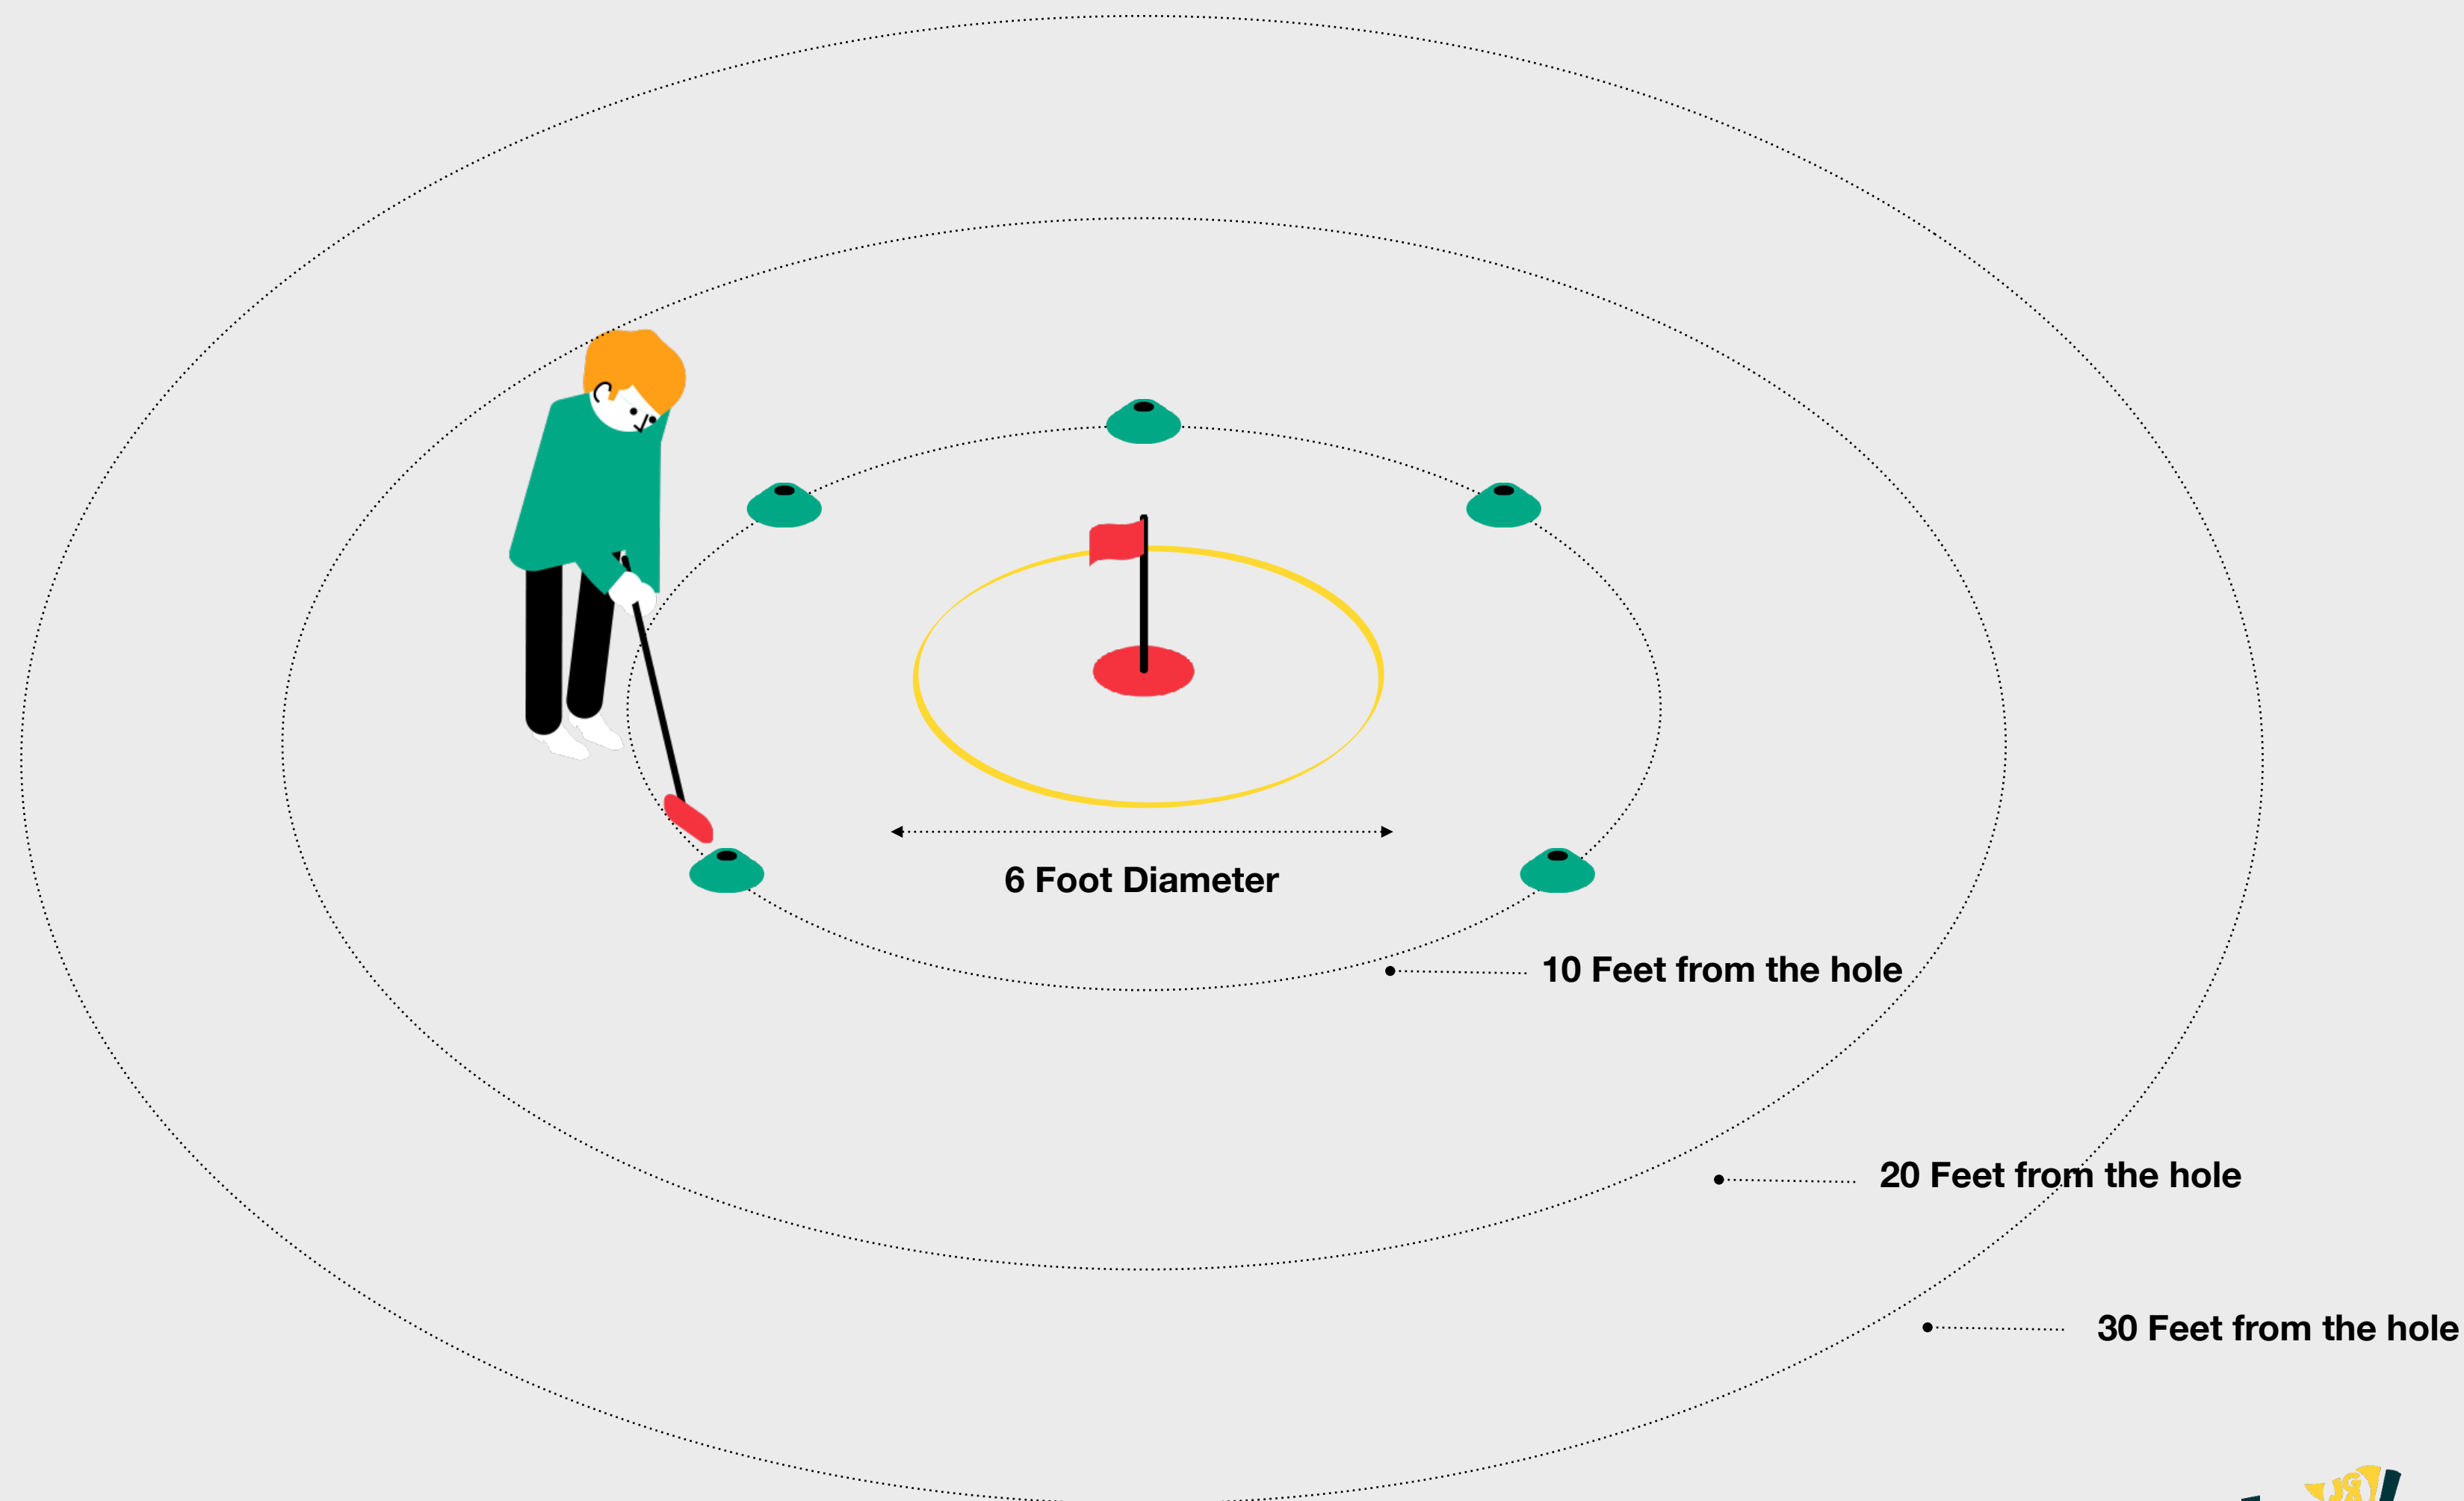 6 Foot Diameter
10 Feet from the hole
20 Feet from the hole
30 Feet from the hole